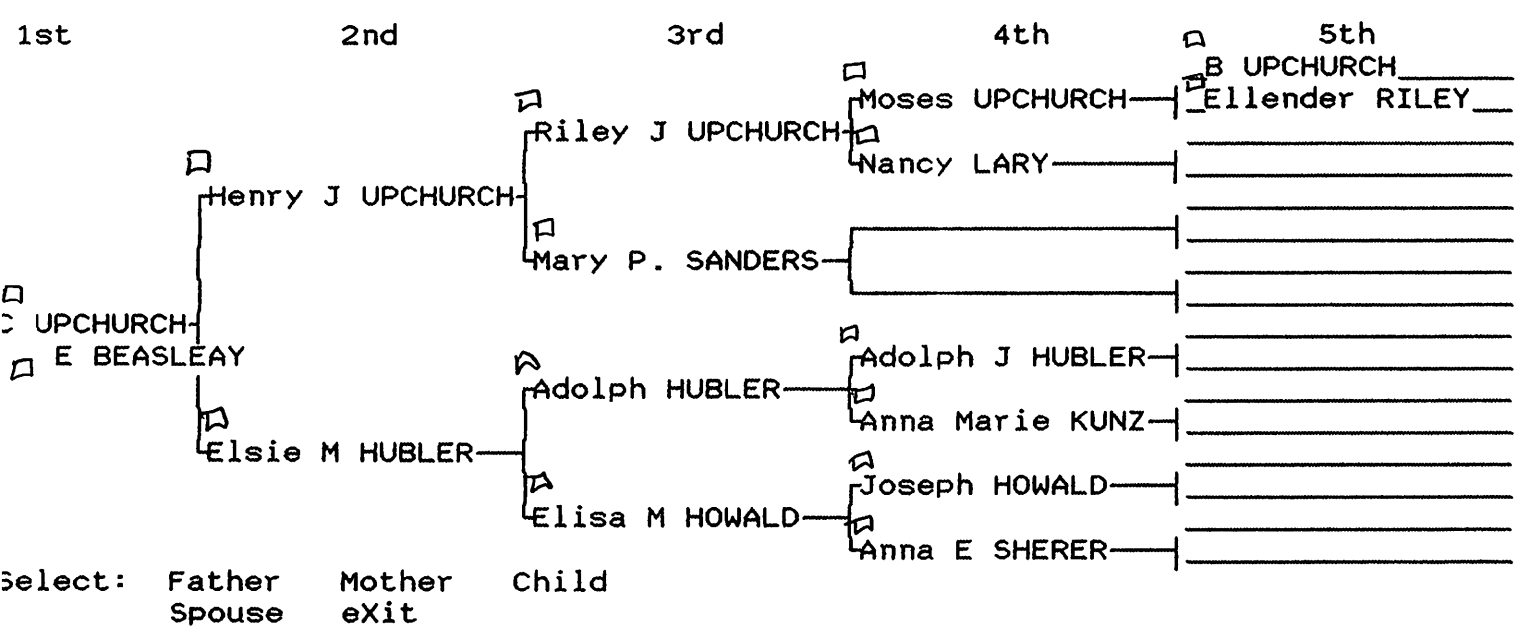 1st 2nd 3rd 4th 5th
B UPCHURCH
Moses UPCHURCH Ellender RILEY
Riley J UPCHURCH
Nancy LARY
Henry J UPCHURCH
Mary P. SANDERS
C UPCHURCH
E BEASLEAY Adolph J HUBLER
Adolph HUBLER
Anna Marie KUNZ
Elsie M HUBLER
Joseph HOWALD
Elisa M HOWALD
Anna E SHERER
Select: Father Mother Child
Spouse eXit